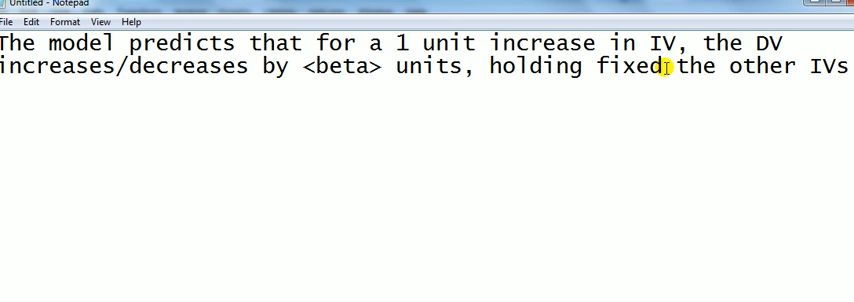 Untitled - Notepad
File Edit Format View Help
The model predicts that for a 1 unit increase in IV, the DV
increases/decreases by <beta> units, holding fixed the other IVs